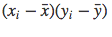 (xᵢ − x̄)(yᵢ − ȳ)